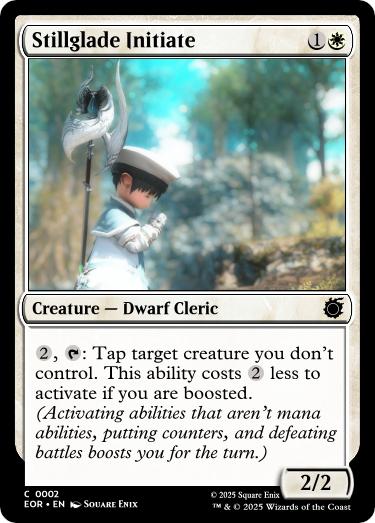 Stillglade Initiate 1
Creature — Dwarf Cleric
2, : Tap target creature you don't
control. This ability costs 2 less to
activate if you are boosted.
(Activating abilities that aren't mana
abilities, putting counters, and defeating
battles boosts you for the turn.)
2/2
C 0002
EOR • EN SQUARE ENIX
© 2025 Square Enix
™ & © 2025 Wizards of the Coast